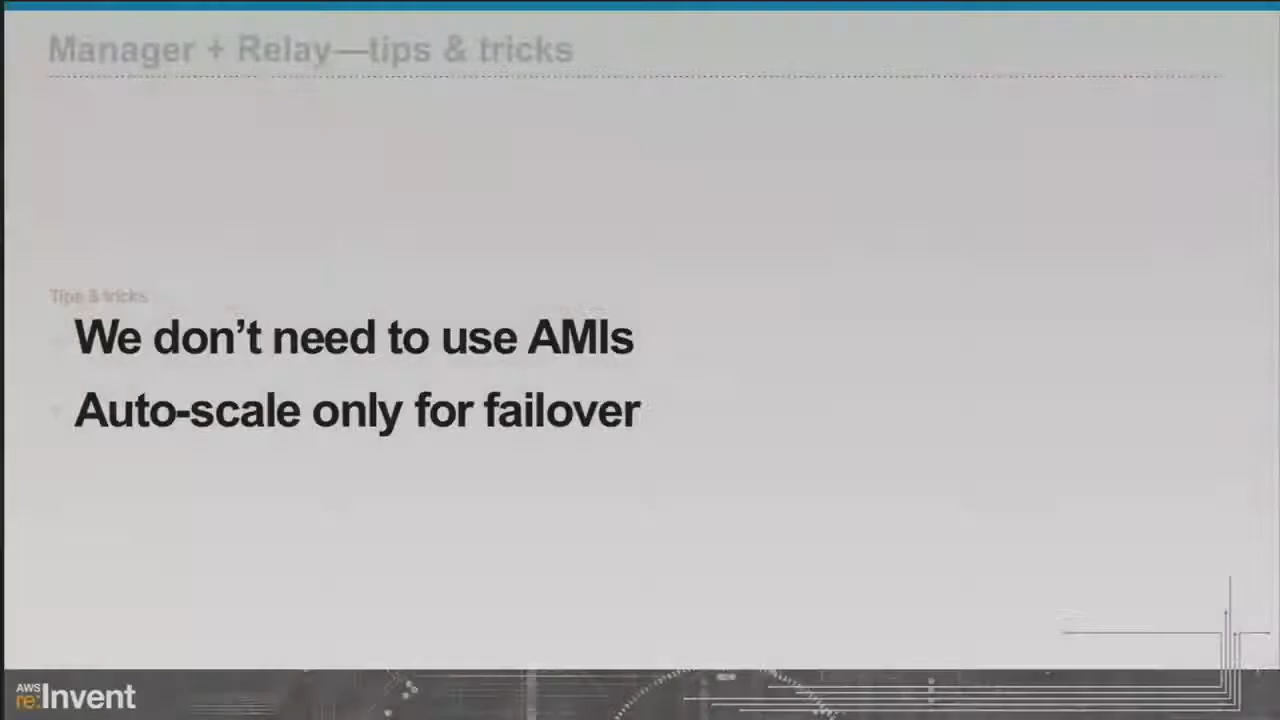 Manager + Relay—tips & tricks
Tips & tricks
We don’t need to use AMIs
Auto-scale only for failover
AWS
re:Invent